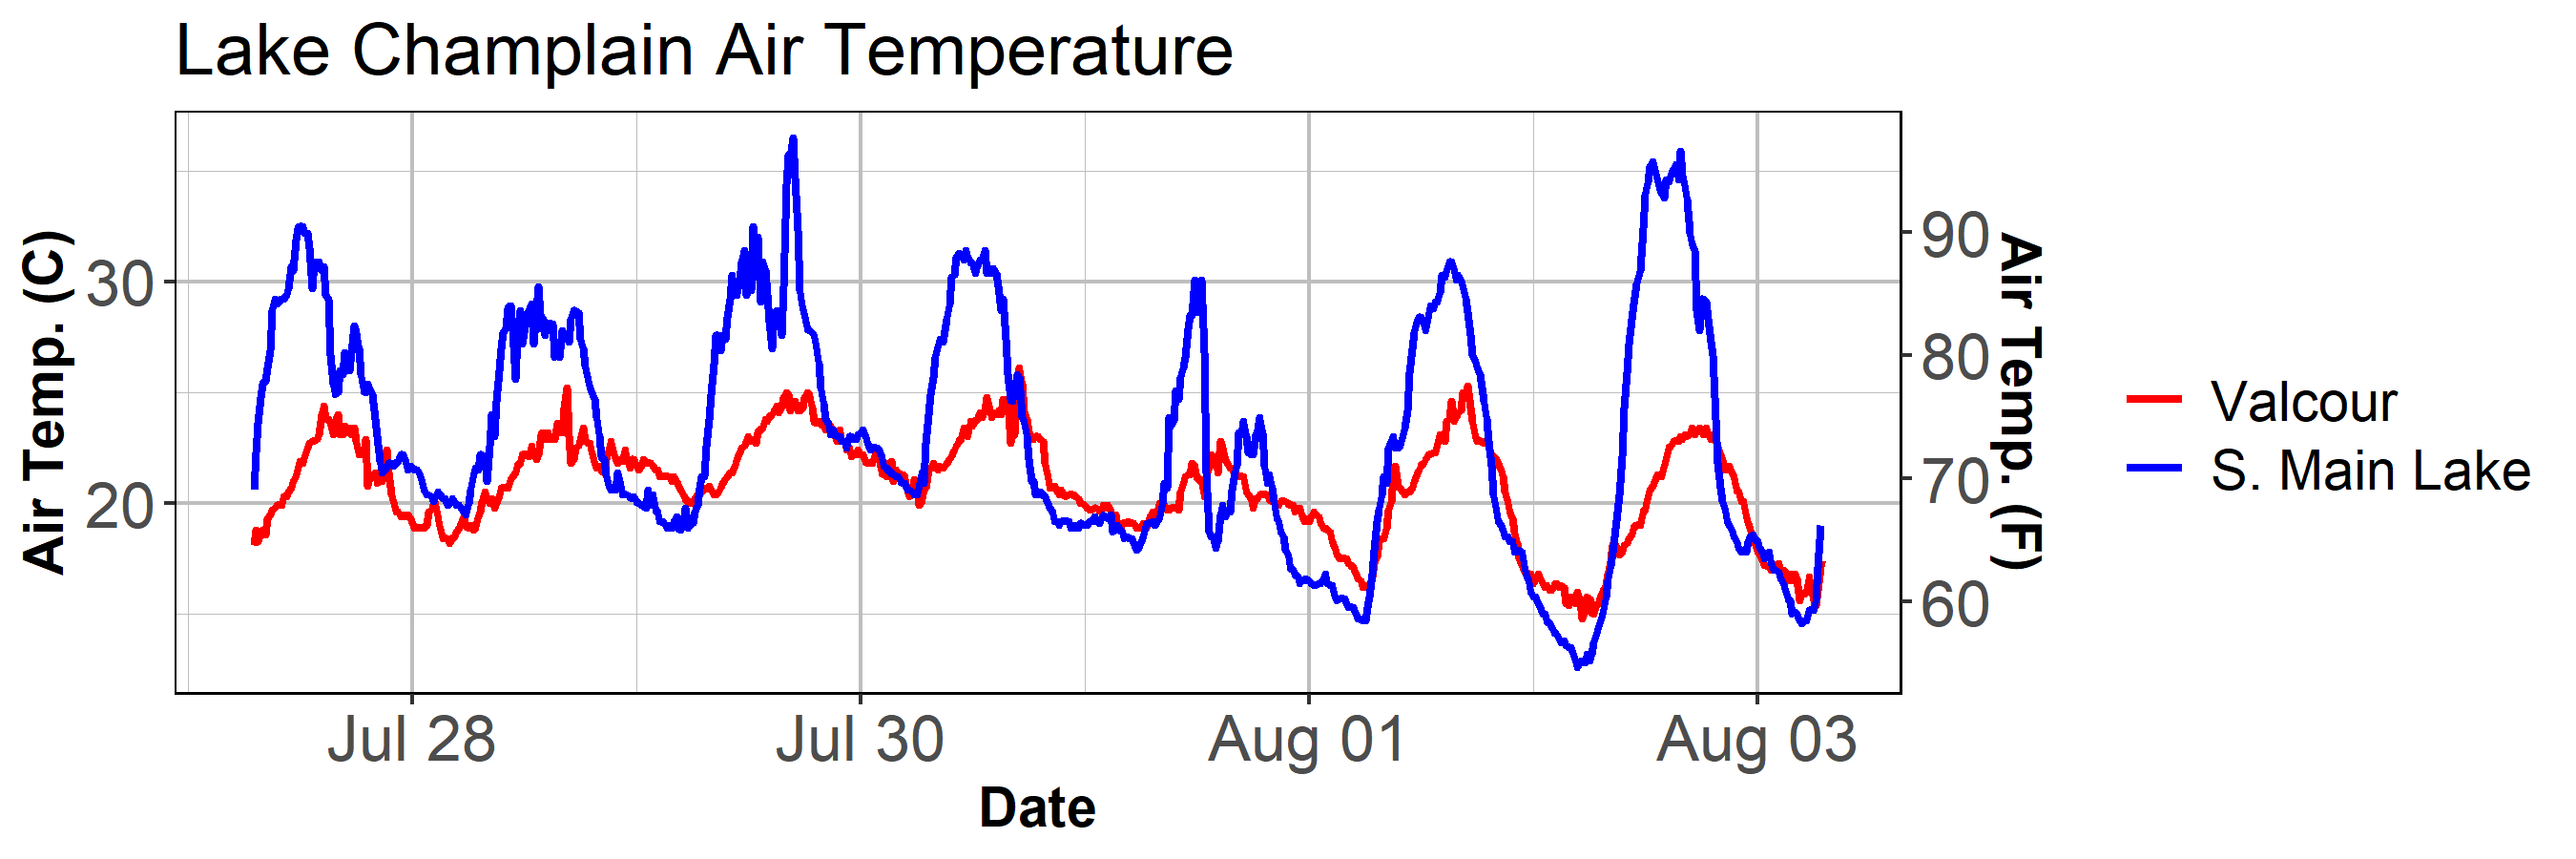 Lake Champlain Air Temperature
Air Temp. (C)
30
20
90
80
70
60
Air Temp. (F)
Jul 28
Jul 30
Aug 01
Aug 03
Date
Valcour
S. Main Lake